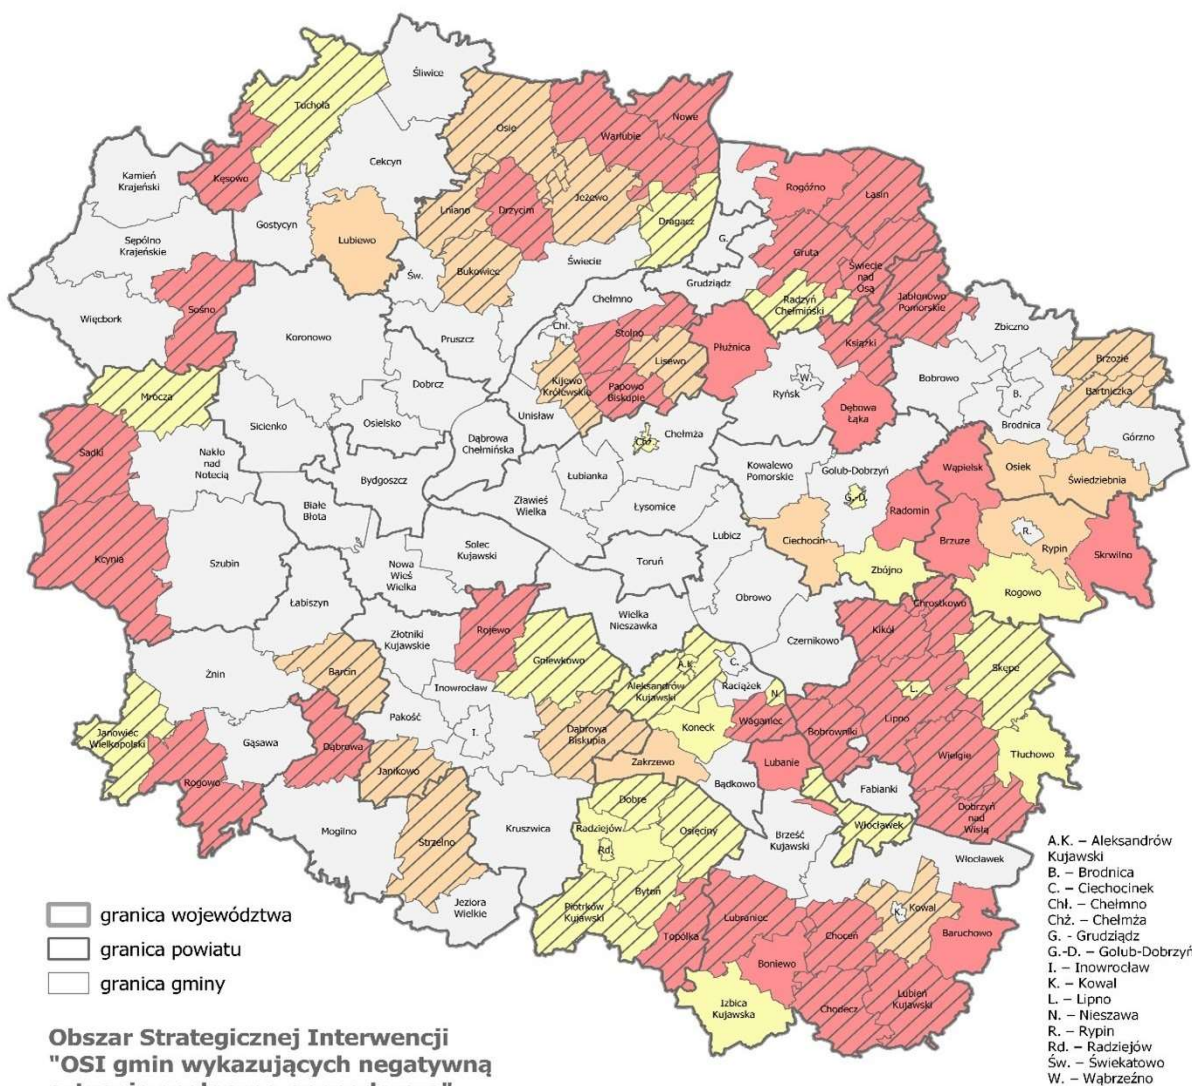 Śliwice
Tuchola
Osie
Warlubie
Nowe
Cekcyn
Kamień
Krajeński
Kęsowo
Rogóźno
Łasin
Lniano
Drzycim
Jeżewo
Dragacz
Gostycyn
Lubiewo
G.
Sępólno
Krajeńskie
Gruta
Św.
Bukowiec
Świecie
Świecie
nad
Osą
Grudziądz
Jabłonowo
Pomorskie
Sośno
Radzyń
Chełmiński
Więcbork
Chełmno
Chł.
Zbiczno
Koronowo
Pruszcz
Stolno
Płużnica
Książki
Brzozie
Lisewo
Kijewo
Królewskie
Papowo
Biskupie
W.
Ryńsk
Bobrowo
Bartniczka
B.
Dobrcz
Mrocza
Unisław
Dębowa
Łąka
Brodnica
Sicienko
Osielsko
Dąbrowa
Chełmińska
Chż.
Chełmża
Górzno
Sadki
Nakło
nad
Notecią
Kowalewo
Pomorskie
Golub-Dobrzyń
Wąpielsk
Osiek
Świedziebnia
Bydgoszcz
Łubianka
G.-D.
Zławieś
Wielka
Łysomice
Radomin
Białe
Błota
R.
Lubicz
Ciechocin
Brzuze
Rypin
Skrwilno
Solec
Kujawski
Kcynia
Szubin
Nowa
Wieś
Wielka
Toruń
Zbójno
Rogowo
Łabiszyn
Obrowo
Wielka
Nieszawka
Chrostkowo
Rojewo
Złotniki
Kujawskie
Czernikowo
Kikół
Gniewkowo
A.K.
C.
Skępe
Żnin
Barcin
Inowrocław
Aleksandrów
Kujawski
Raciążek
N.
L.
Pakość
Janowiec
Wielkopolski
Gąsawa
Dąbrowa
I.
Dąbrowa
Biskupia
Koneck
Waganiec
Bobrowniki
Lipno
Tłuchowo
Wielgie
Rogowo
Janikowo
Zakrzewo
Lubanie
Bądkowo
Fabianki
Dobre
Dobrzyń
nad
Wisłą
Mogilno
Strzelno
Kruszwica
Radziejów
Rd.
Osięciny
Brześć
Kujawski
Włocławek
Włocławek
Bytoń
Jeziora
Wielkie
Piotrków
Kujawski
Topólka
Lubraniec
Choceń
K.
Kowal
Baruchowo
Boniewo
Izbica
Kujawska
Chodecz
Lubień
Kujawski
granica województwa
granica powiatu
granica gminy
Obszar Strategicznej Interwencji
"OSI gmin wykazujących negatywną
A.K. – Aleksandrów
Kujawski
B. – Brodnica
C. – Ciechocinek
Chł. – Chełmno
Chż. – Chełmża
G. - Grudziądz
G.-D. – Golub-Dobrzyń
I. – Inowrocław
K. – Kowal
L. – Lipno
N. – Nieszawa
R. – Rypin
Rd. – Radziejów
Św. – Świekatowo
W. – Wąbrzeźno